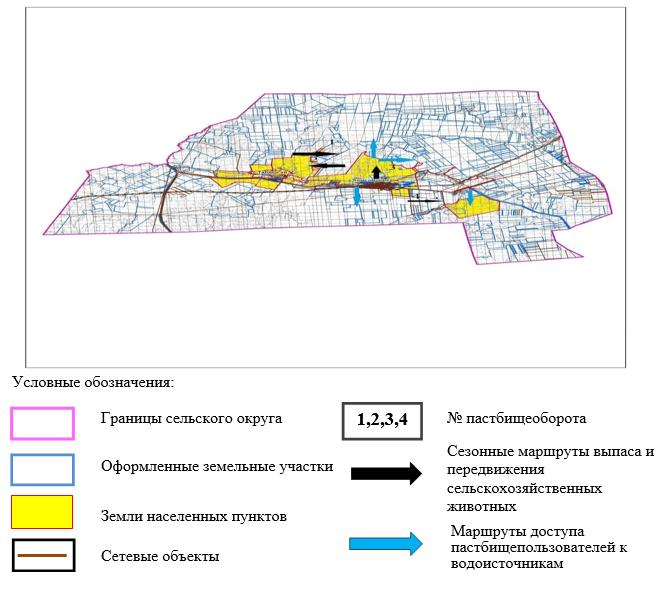 Условные обозначения:
Границы сельского округа
Оформленные земельные участки
Земли населенных пунктов
Сетевые объекты
1,2,3,4
№ пастбищеоборота
Сезонные маршруты выпаса и
передвижения
сельскохозяйственных
животных
Маршруты доступа
пастбищепользователей к
водоисточникам